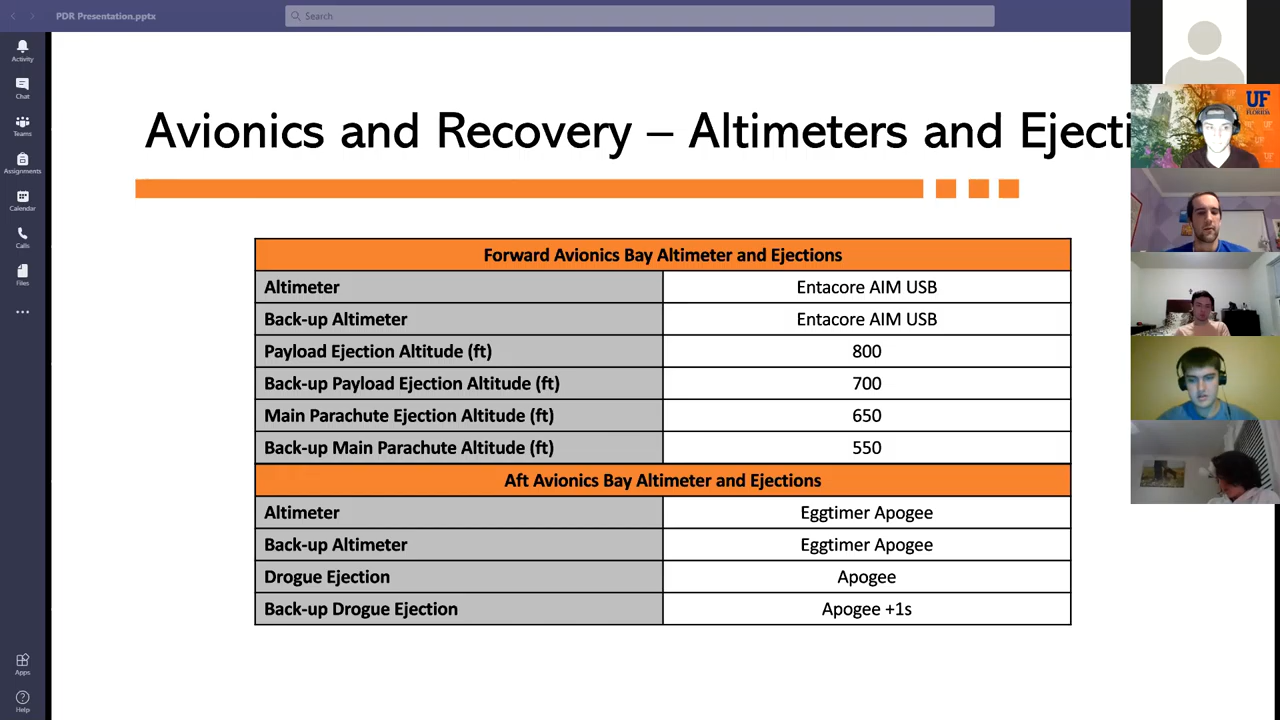 PDR Presentation.pptx
Search
Activity
Chat
Teams
Assignments
Calendar
Calls
Files
Apps
Help
Avionics and Recovery – Altimeters and Ejecti
Forward Avionics Bay Altimeter and Ejections
Altimeter Entacore AIM USB
Back-up Altimeter Entacore AIM USB
Payload Ejection Altitude (ft) 800
Back-up Payload Ejection Altitude (ft) 700
Main Parachute Ejection Altitude (ft) 650
Back-up Main Parachute Altitude (ft) 550
Aft Avionics Bay Altimeter and Ejections
Altimeter Eggtimer Apogee
Back-up Altimeter Eggtimer Apogee
Drogue Ejection Apogee
Back-up Drogue Ejection Apogee +1s
UF
FLORIDA